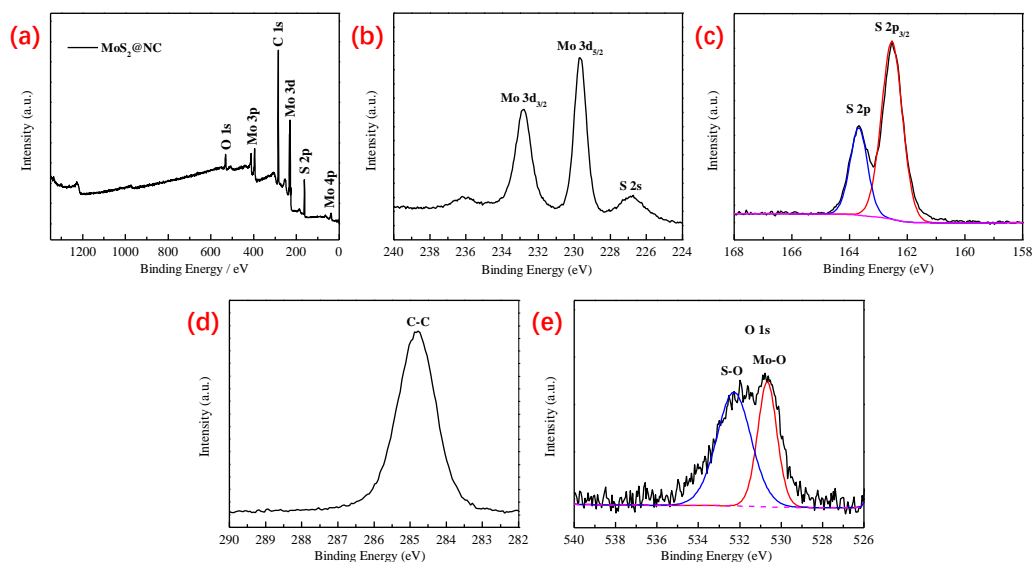 (a)
MoS2@NC
O 1s
Mo 3p
C 1s
Mo 3d
S 2p
Mo 4p
Intensity (a.u.)
1200 1000 800 600 400 200 0
Binding Energy / eV
(b)
Mo 3d5/2
Mo 3d3/2
S 2s
Intensity (a.u.)
240 238 236 234 232 230 228 226 224
Binding Energy (eV)
(c)
S 2p3/2
S 2p
Intensity (a.u.)
168 166 164 162 160 158
Binding Energy (eV)
(d)
C-C
Intensity (a.u.)
290 289 288 287 286 285 284 283 282
Binding Energy (eV)
(e)
O 1s
Mo-O
S-O
Intensity (a.u.)
540 538 536 534 532 530 528 526
Binding Energy (eV)